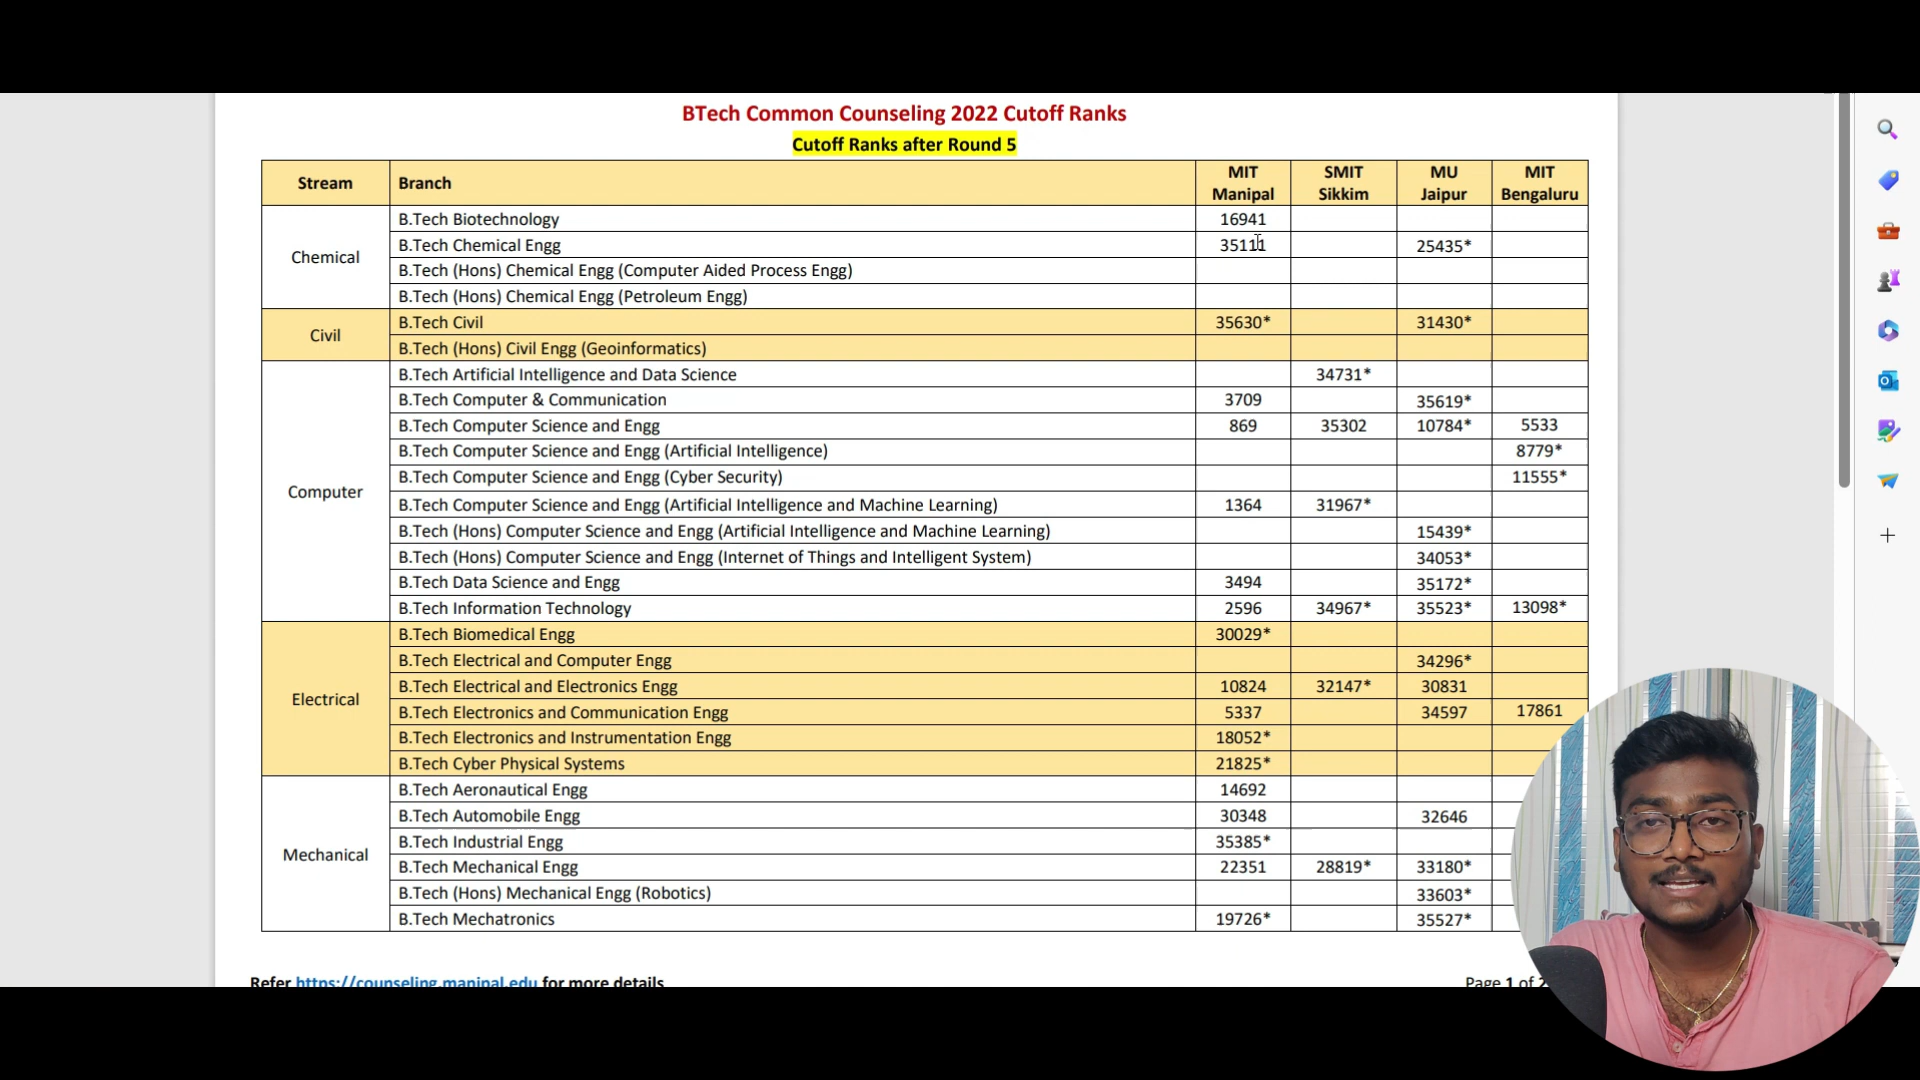 BTech Common Counseling 2022 Cutoff Ranks
Cutoff Ranks after Round 5
Stream Branch MIT Manipal SMIT Sikkim MU Jaipur MIT Bengaluru
Chemical
B.Tech Biotechnology 16941
B.Tech Chemical Engg 35111 25435*
B.Tech (Hons) Chemical Engg (Computer Aided Process Engg)
B.Tech (Hons) Chemical Engg (Petroleum Engg)
Civil
B.Tech Civil 35630* 31430*
B.Tech (Hons) Civil Engg (Geoinformatics)
Computer
B.Tech Artificial Intelligence and Data Science 34731*
B.Tech Computer & Communication 3709 35619*
B.Tech Computer Science and Engg 869 35302 10784* 5533
B.Tech Computer Science and Engg (Artificial Intelligence) 8779*
B.Tech Computer Science and Engg (Cyber Security) 11555*
B.Tech Computer Science and Engg (Artificial Intelligence and Machine Learning) 1364 31967*
B.Tech (Hons) Computer Science and Engg (Artificial Intelligence and Machine Learning) 15439*
B.Tech (Hons) Computer Science and Engg (Internet of Things and Intelligent System) 34053*
B.Tech Data Science and Engg 3494 35172*
B.Tech Information Technology 2596 34967* 35523* 13098*
Electrical
B.Tech Biomedical Engg 30029*
B.Tech Electrical and Computer Engg 34296*
B.Tech Electrical and Electronics Engg 10824 32147* 30831
B.Tech Electronics and Communication Engg 5337 34597 17861
B.Tech Electronics and Instrumentation Engg 18052*
B.Tech Cyber Physical Systems 21825*
Mechanical
B.Tech Aeronautical Engg 14692
B.Tech Automobile Engg 30348 32646
B.Tech Industrial Engg 35385*
B.Tech Mechanical Engg 22351 28819* 33180*
B.Tech (Hons) Mechanical Engg (Robotics) 33603*
B.Tech Mechatronics 19726* 35527*
Refer https://counseling.manipal.edu for more details
Page 1 of